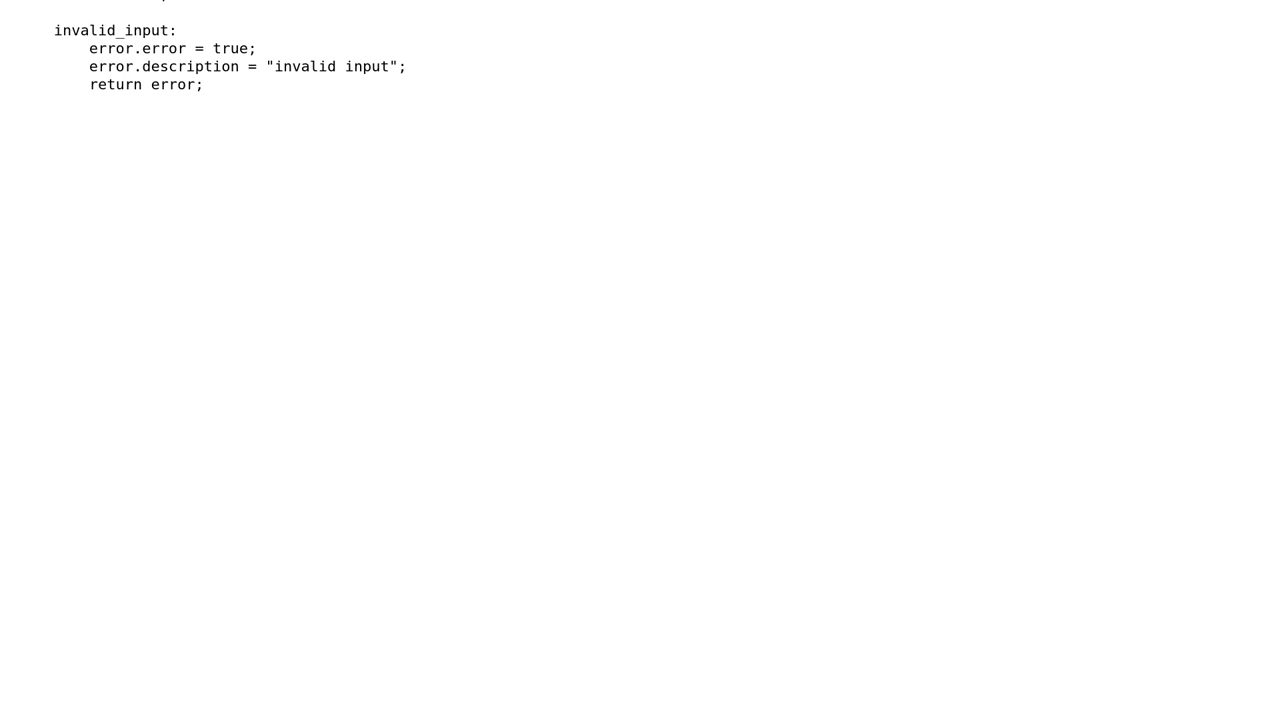 invalid_input:
    error.error = true;
    error.description = "invalid input";
    return error;